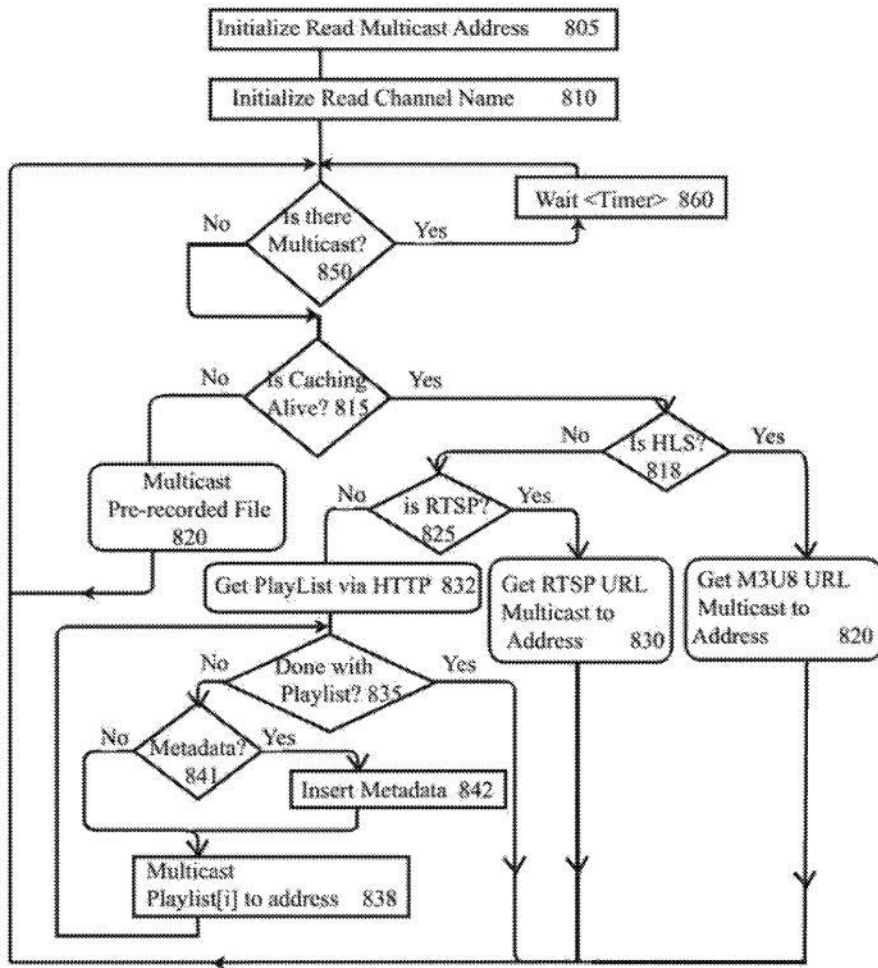 Initialize Read Multicast Address 805
Initialize Read Channel Name 810
Wait <Timer> 860
No
Is there
Multicast?
850
Yes
No
Is Caching
Alive? 815
Yes
No
Is HLS?
818
Yes
Multicast
Pre-recorded File
820
No
is RTSP?
825
Yes
Get PlayList via HTTP 832
Get RTSP URL
Multicast to
Address 830
Get M3U8 URL
Multicast to
Address 820
No
Done with
Playlist? 835
Yes
No
Metadata?
841
Yes
Insert Metadata 842
Multicast
Playlist[i] to address 838